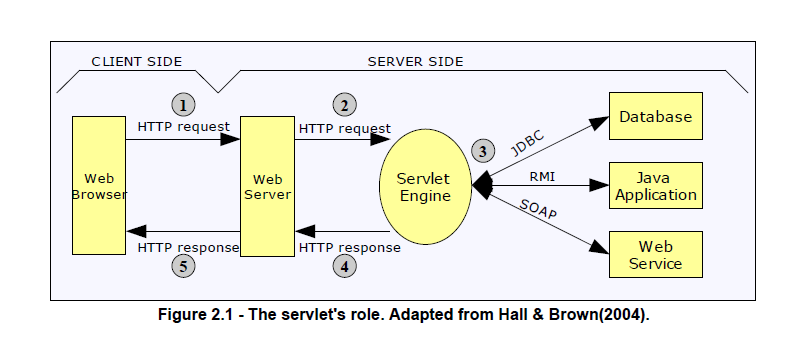 CLIENT SIDE
SERVER SIDE
1
HTTP request
2
HTTP request
3
JDBC
Database
Web
Browser
Web
Server
Servlet
Engine
RMI
Java
Application
SOAP
HTTP response
5
HTTP response
4
Web
Service
Figure 2.1 - The servlet's role. Adapted from Hall & Brown(2004).